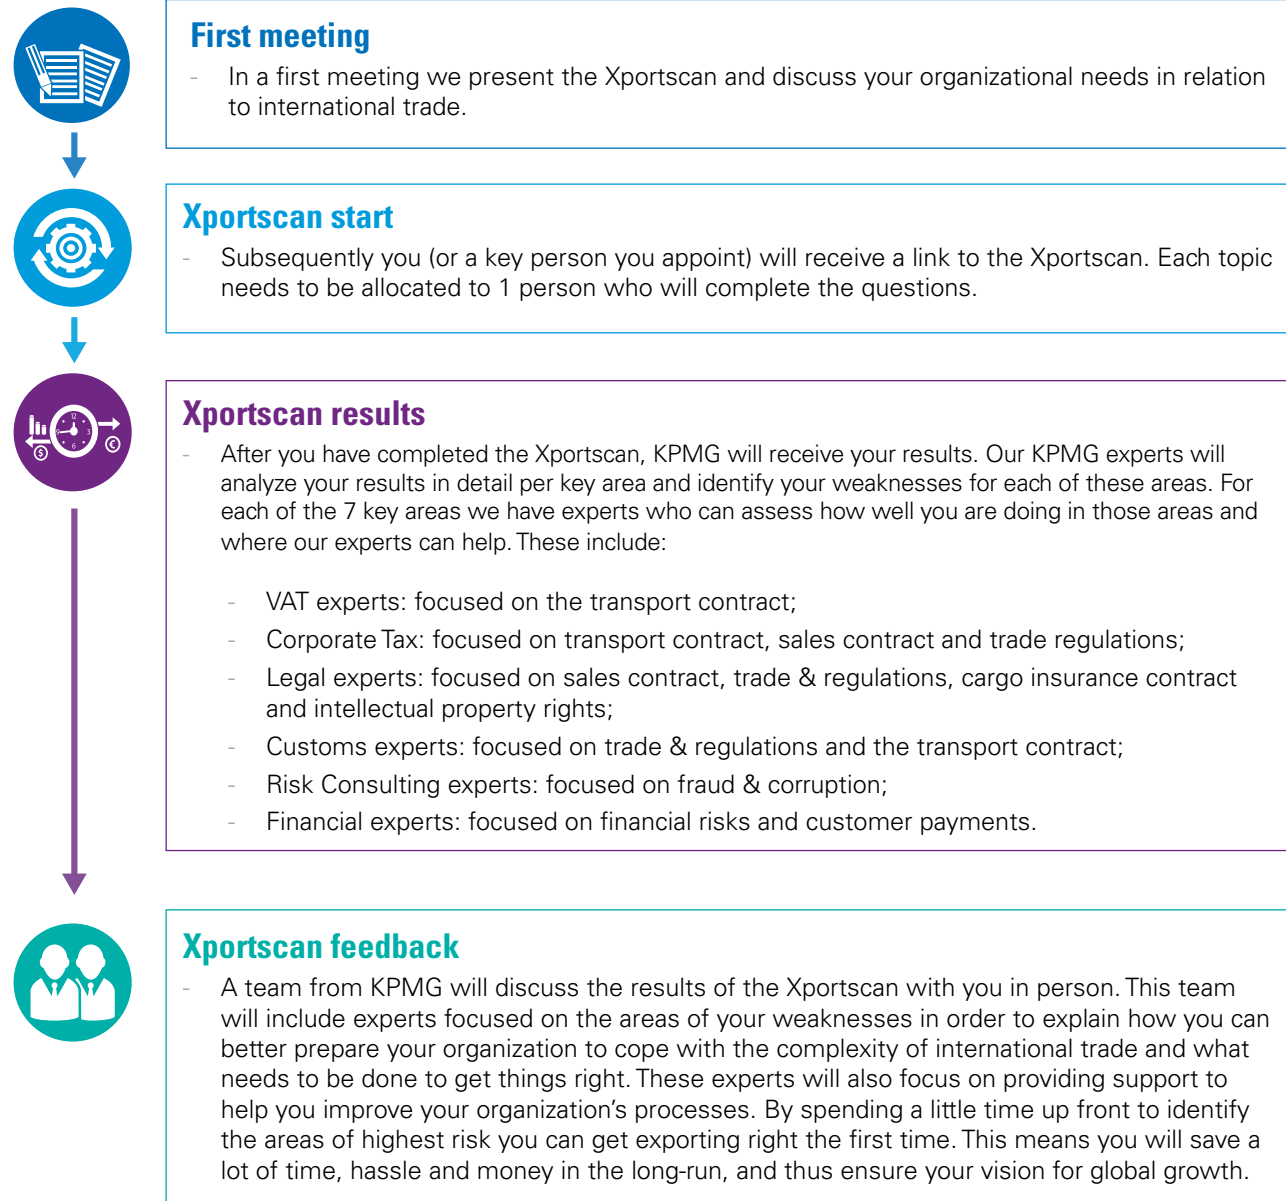 First meeting
- In a first meeting we present the Xportscan and discuss your organizational needs in relation
to international trade.
Xportscan start
- Subsequently you (or a key person you appoint) will receive a link to the Xportscan. Each topic
needs to be allocated to 1 person who will complete the questions.
12
9 3
6
$ €
Xportscan results
- After you have completed the Xportscan, KPMG will receive your results. Our KPMG experts will
analyze your results in detail per key area and identify your weaknesses for each of these areas. For
each of the 7 key areas we have experts who can assess how well you are doing in those areas and
where our experts can help. These include:
- VAT experts: focused on the transport contract;
- Corporate Tax: focused on transport contract, sales contract and trade regulations;
- Legal experts: focused on sales contract, trade & regulations, cargo insurance contract
and intellectual property rights;
- Customs experts: focused on trade & regulations and the transport contract;
- Risk Consulting experts: focused on fraud & corruption;
- Financial experts: focused on financial risks and customer payments.
Xportscan feedback
- A team from KPMG will discuss the results of the Xportscan with you in person. This team
will include experts focused on the areas of your weaknesses in order to explain how you can
better prepare your organization to cope with the complexity of international trade and what
needs to be done to get things right. These experts will also focus on providing support to
help you improve your organization's processes. By spending a little time up front to identify
the areas of highest risk you can get exporting right the first time. This means you will save a
lot of time, hassle and money in the long-run, and thus ensure your vision for global growth.